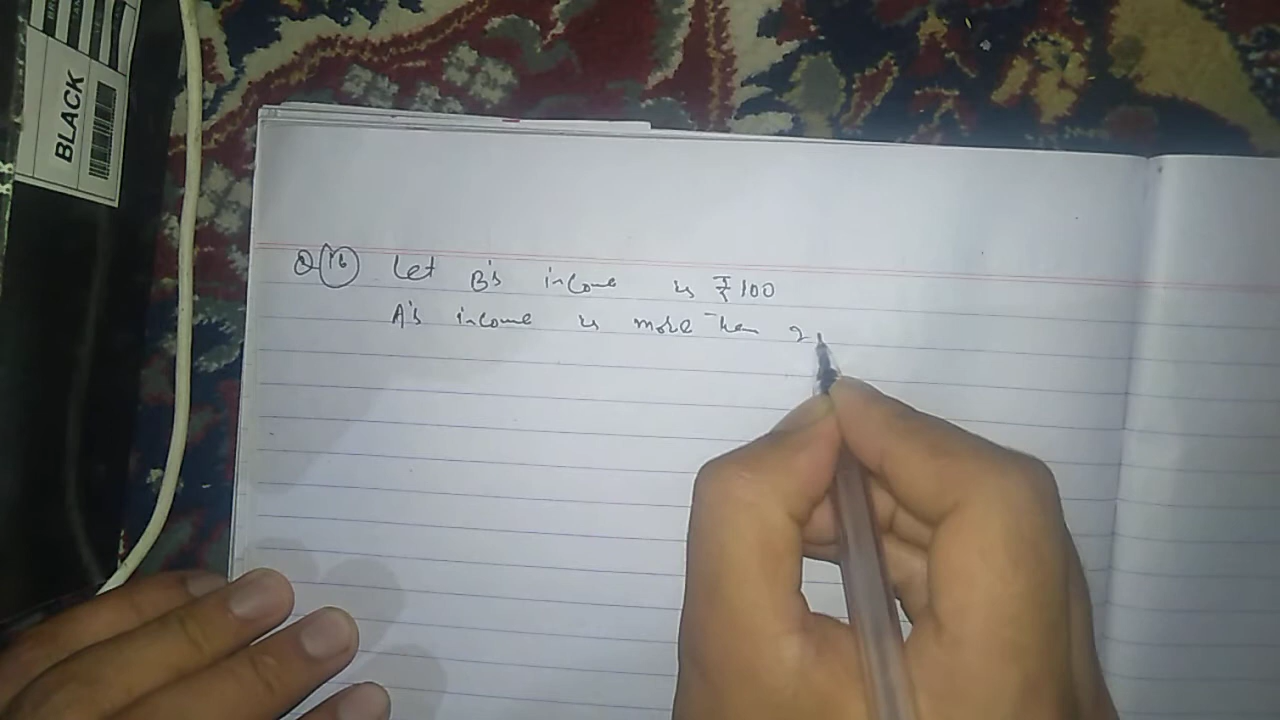 BLACK
Q 16 Let B's income is ₹100
A's income is more than 2